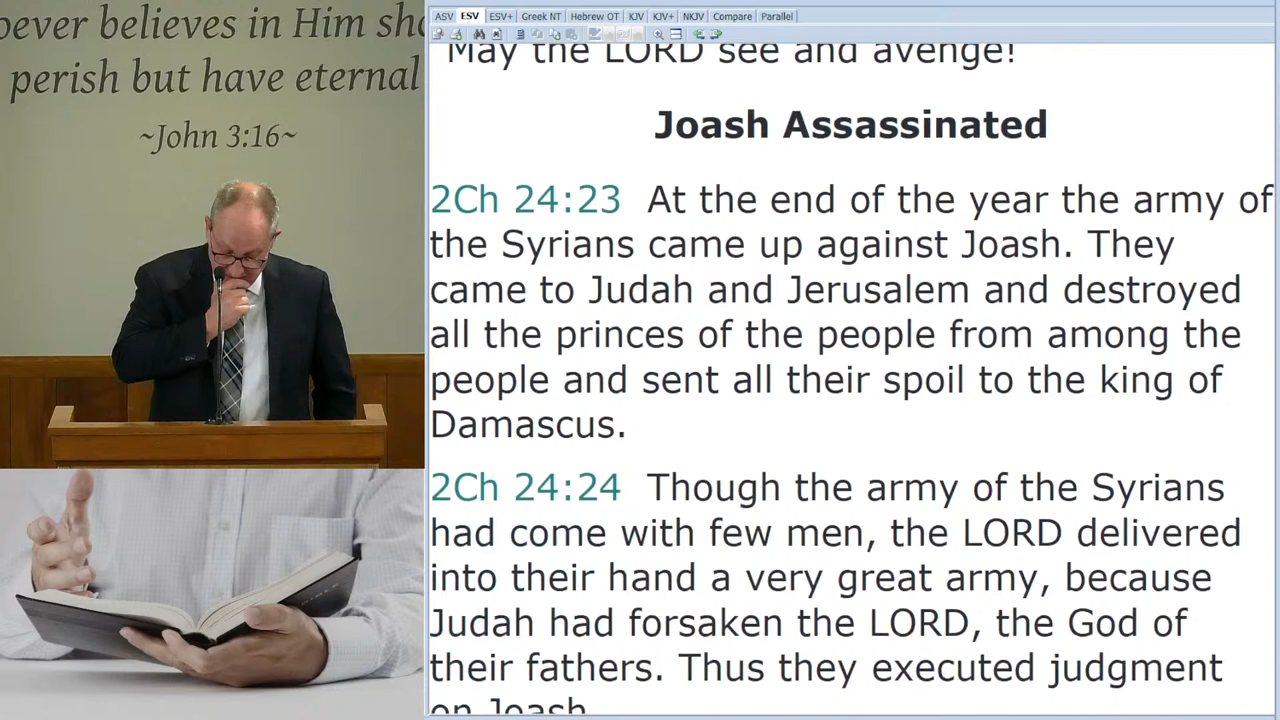 oever believes in Him sho
perish but have eternal
~John 3:16~
ASV ESV ESV+ Greek NT Hebrew OT KJV KJV+ NKJV Compare Parallel
May the LORD see and avenge!
Joash Assassinated
2Ch 24:23 At the end of the year the army of
the Syrians came up against Joash. They
came to Judah and Jerusalem and destroyed
all the princes of the people from among the
people and sent all their spoil to the king of
Damascus.
2Ch 24:24 Though the army of the Syrians
had come with few men, the LORD delivered
into their hand a very great army, because
Judah had forsaken the LORD, the God of
their fathers. Thus they executed judgment
on Joash.